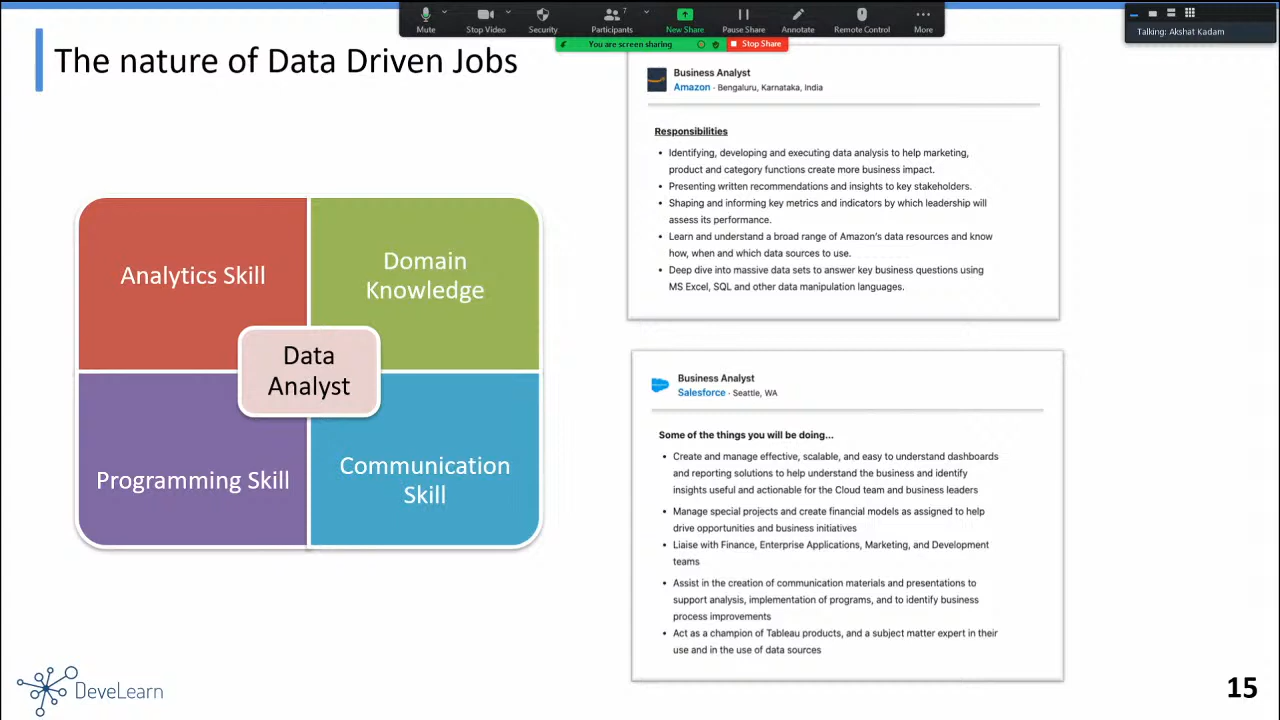 Mute
Stop Video
Security
Participants
7
New Share
Pause Share
Annotate
Remote Control
More
You are screen sharing
Stop Share
Talking: Akshat Kadam
The nature of Data Driven Jobs
Analytics Skill
Domain
Knowledge
Data
Analyst
Programming Skill
Communication
Skill
Business Analyst
Amazon · Bengaluru, Karnataka, India
Responsibilities
• Identifying, developing and executing data analysis to help marketing,
product and category functions create more business impact.
• Presenting written recommendations and insights to key stakeholders.
• Shaping and informing key metrics and indicators by which leadership will
assess its performance.
• Learn and understand a broad range of Amazon's data resources and know
how, when and which data sources to use.
• Deep dive into massive data sets to answer key business questions using
MS Excel, SQL and other data manipulation languages.
Business Analyst
Salesforce · Seattle, WA
Some of the things you will be doing...
• Create and manage effective, scalable, and easy to understand dashboards
and reporting solutions to help understand the business and identify
insights useful and actionable for the Cloud team and business leaders
• Manage special projects and create financial models as assigned to help
drive opportunities and business initiatives
• Liaise with Finance, Enterprise Applications, Marketing, and Development
teams
• Assist in the creation of communication materials and presentations to
support analysis, implementation of programs, and to identify business
process improvements
• Act as a champion of Tableau products, and a subject matter expert in their
use and in the use of data sources
DeveLearn
15